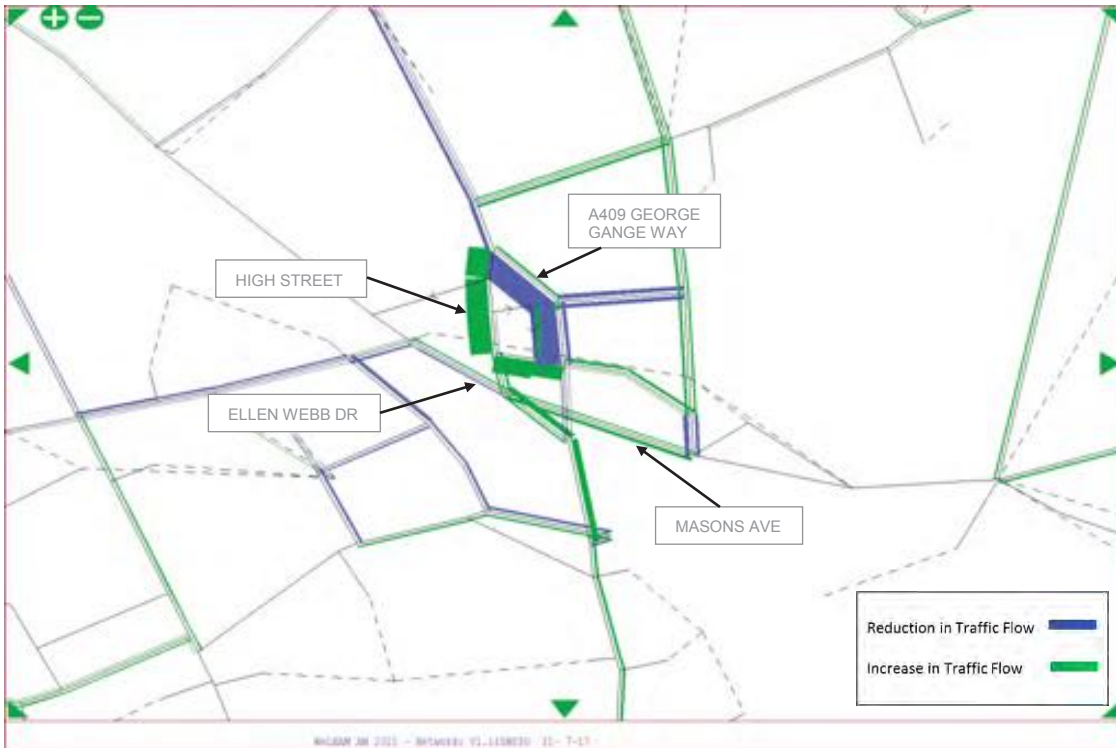 A409 GEORGE
GANGE WAY
HIGH STREET
ELLEN WEBB DR
MASONS AVE
Reduction in Traffic Flow
Increase in Traffic Flow